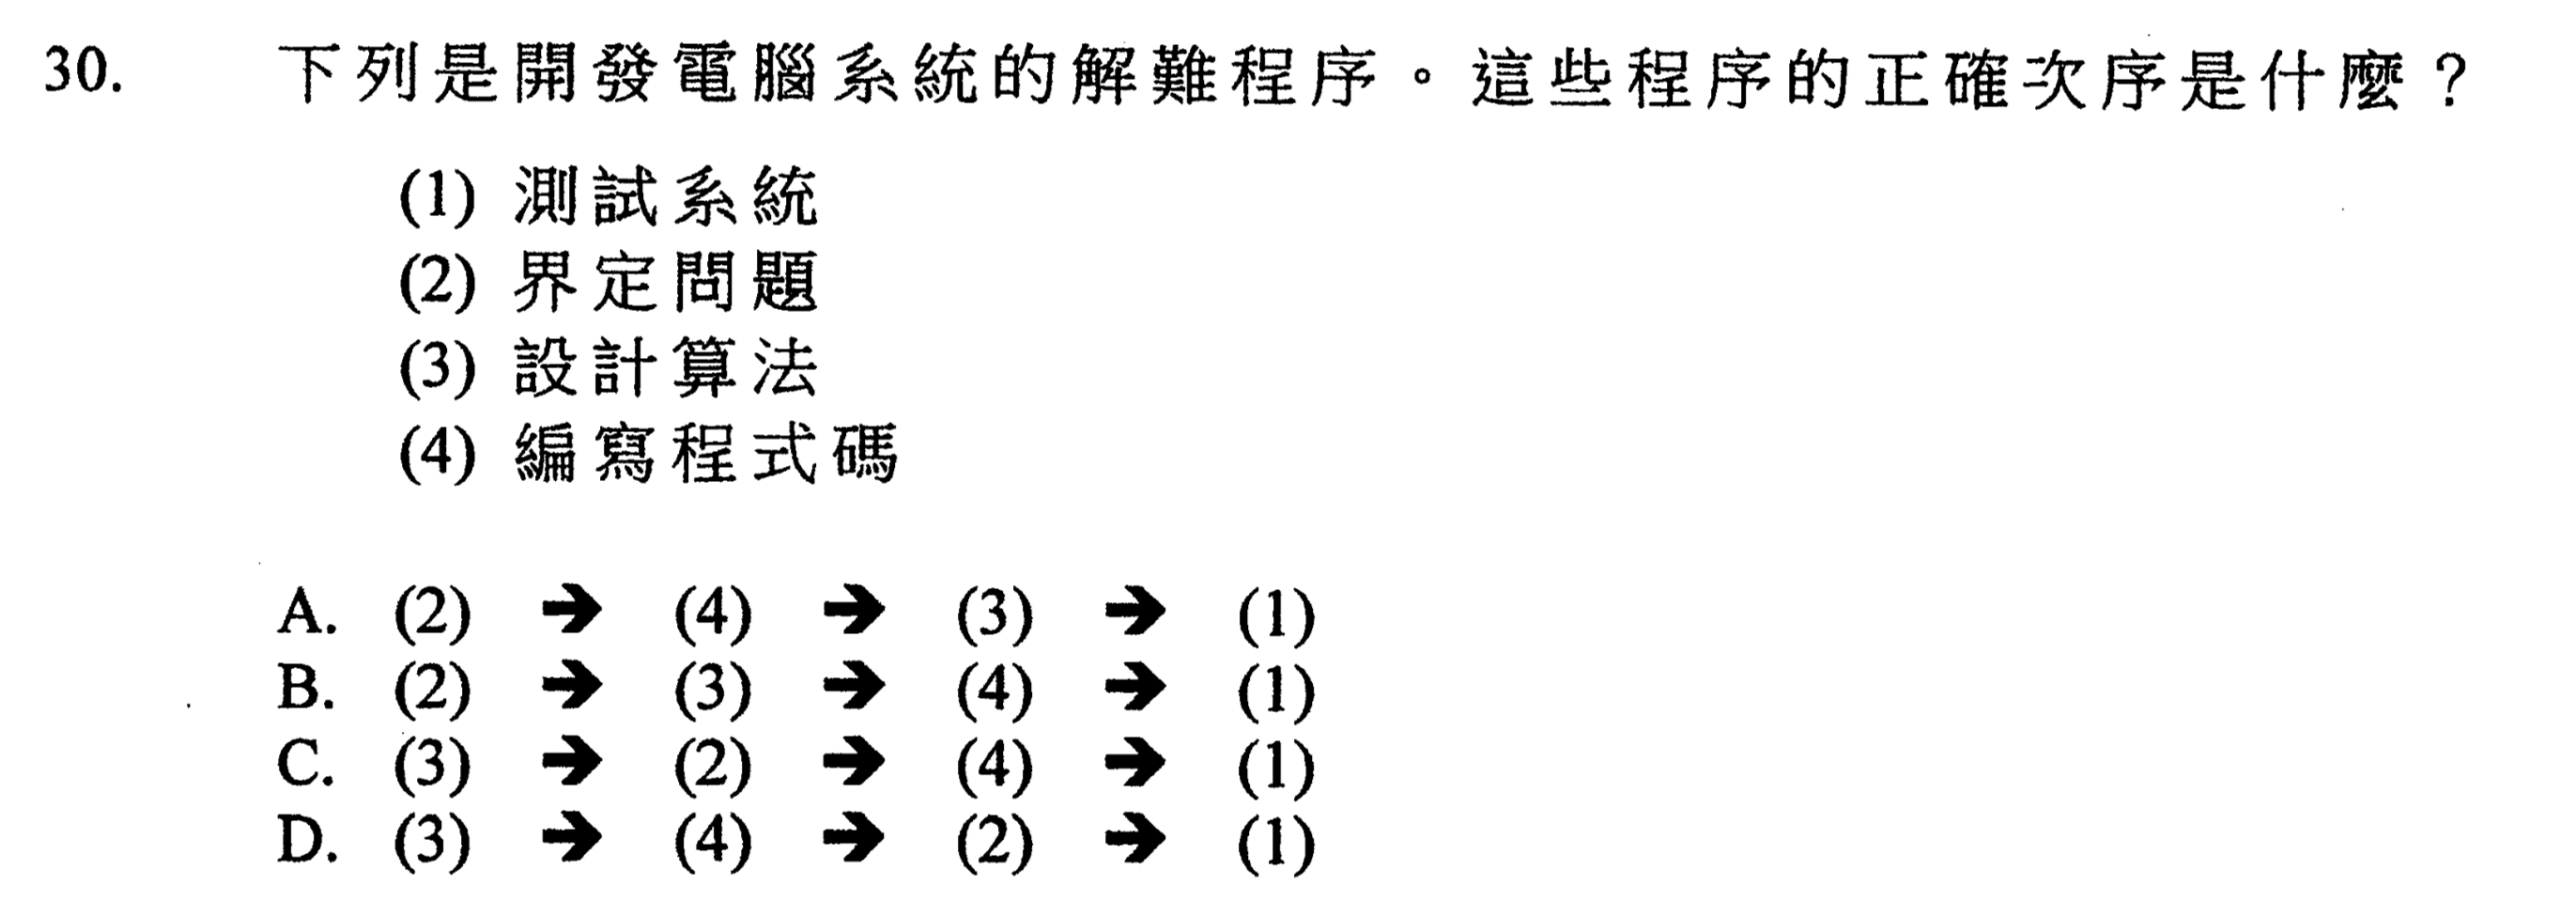 30. 下列是開發電腦系統的解難程序。這些程序的正確次序是什麼？
(1) 測試系統
(2) 界定問題
(3) 設計算法
(4) 編寫程式碼
A. (2) ➔ (4) ➔ (3) ➔ (1)
B. (2) ➔ (3) ➔ (4) ➔ (1)
C. (3) ➔ (2) ➔ (4) ➔ (1)
D. (3) ➔ (4) ➔ (2) ➔ (1)